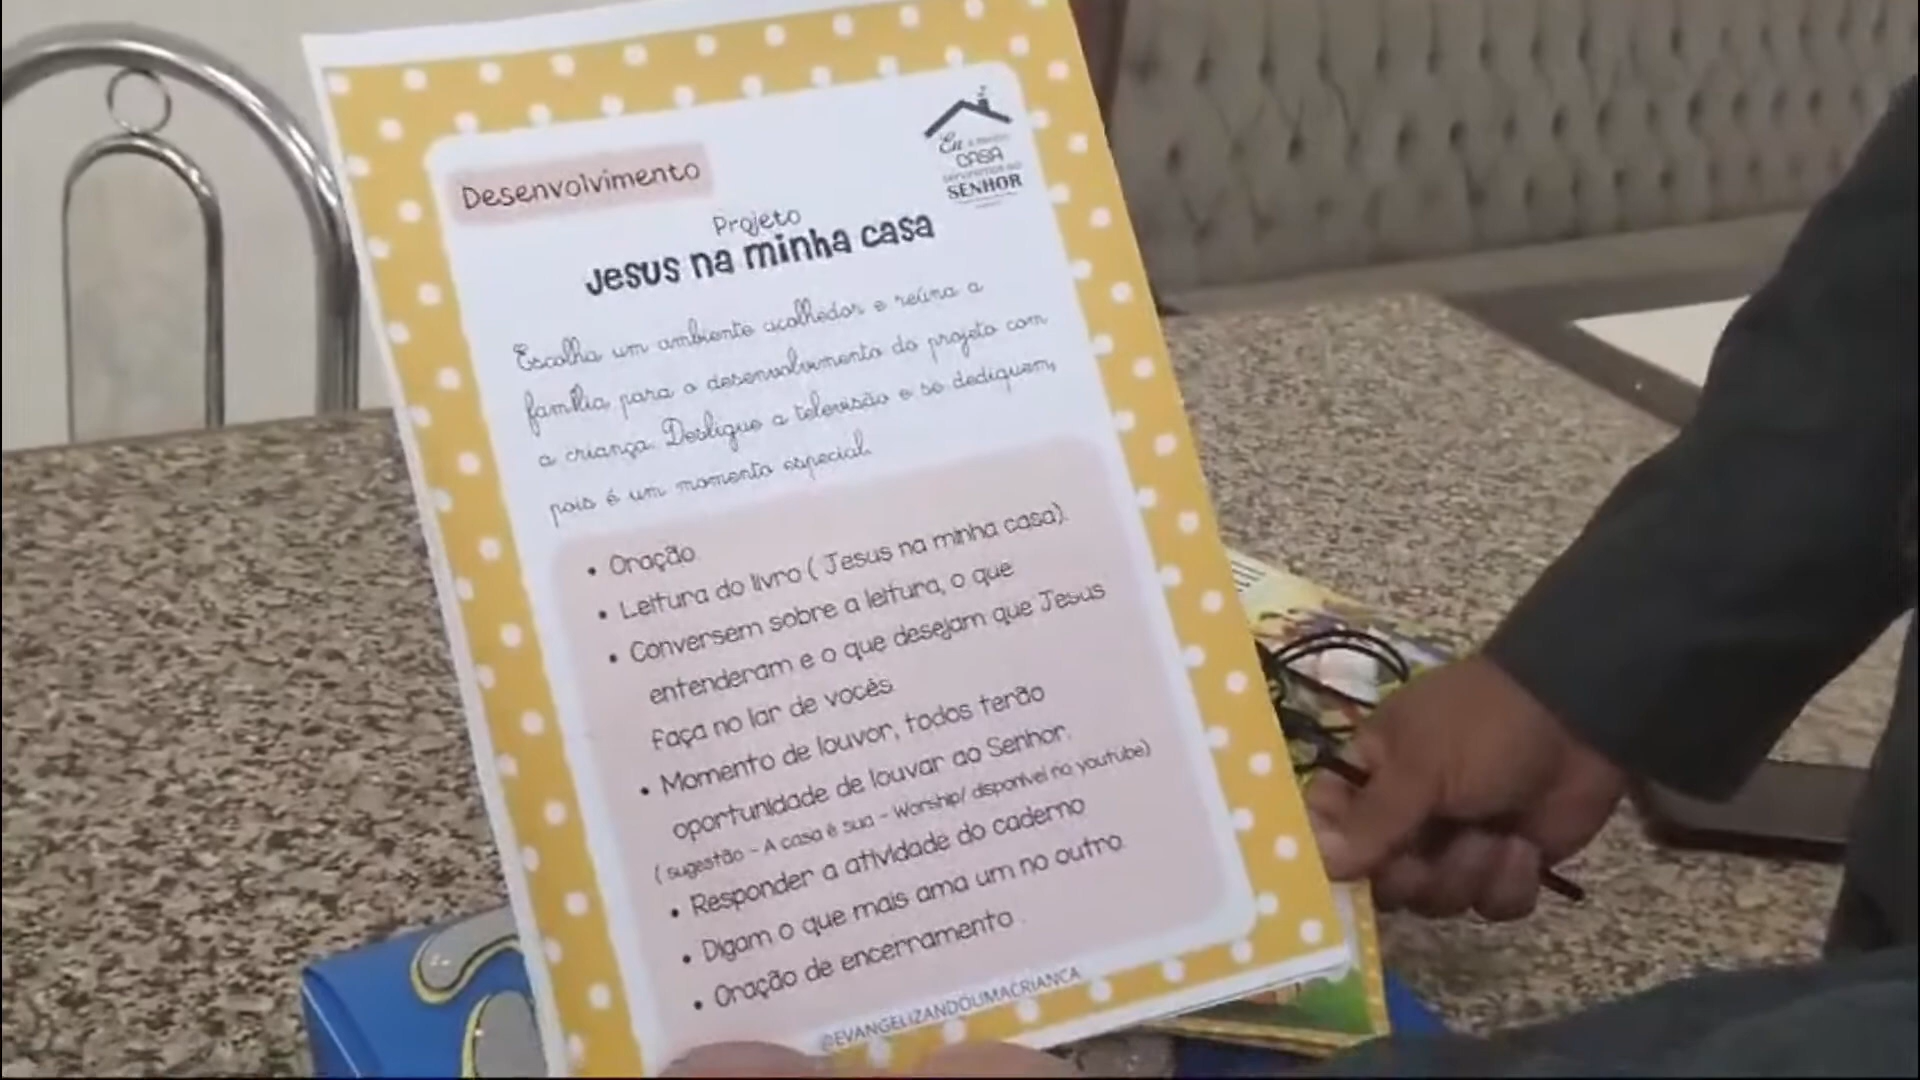 Desenvolvimento
Eu e minha
CASA
serviremos ao
SENHOR
Projeto
Jesus na minha casa
Escolha um ambiente acolhedor e reúna a
família para o desenvolvimento do projeto com
a criança. Desligue a televisão e se dediquem,
pois é um momento especial.
• Oração.
• Leitura do livro ( Jesus na minha casa).
• Conversem sobre a leitura, o que
entenderam e o que desejam que Jesus
faça no lar de vocês.
• Momento de louvor, todos terão
oportunidade de louvar ao Senhor.
( sugestão - A casa é sua - Worship/ disponível no youtube)
• Responder a atividade do caderno
• Digam o que mais ama um no outro.
• Oração de encerramento .
@EVANGELIZANDOUMACRIANCA